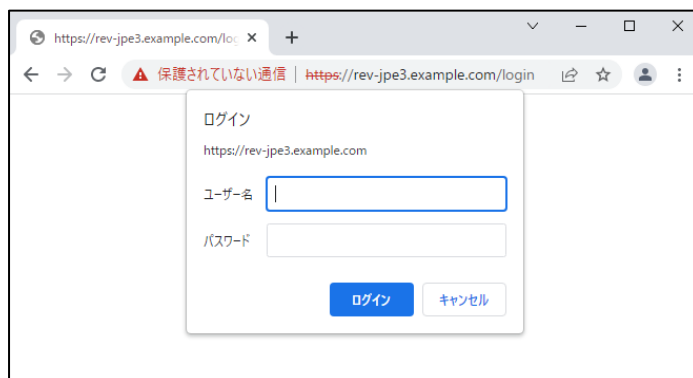 https://rev-jpe3.example.com/lo
保護されていない通信 | https://rev-jpe3.example.com/login
ログイン
https://rev-jpe3.example.com
ユーザー名
パスワード
ログイン キャンセル